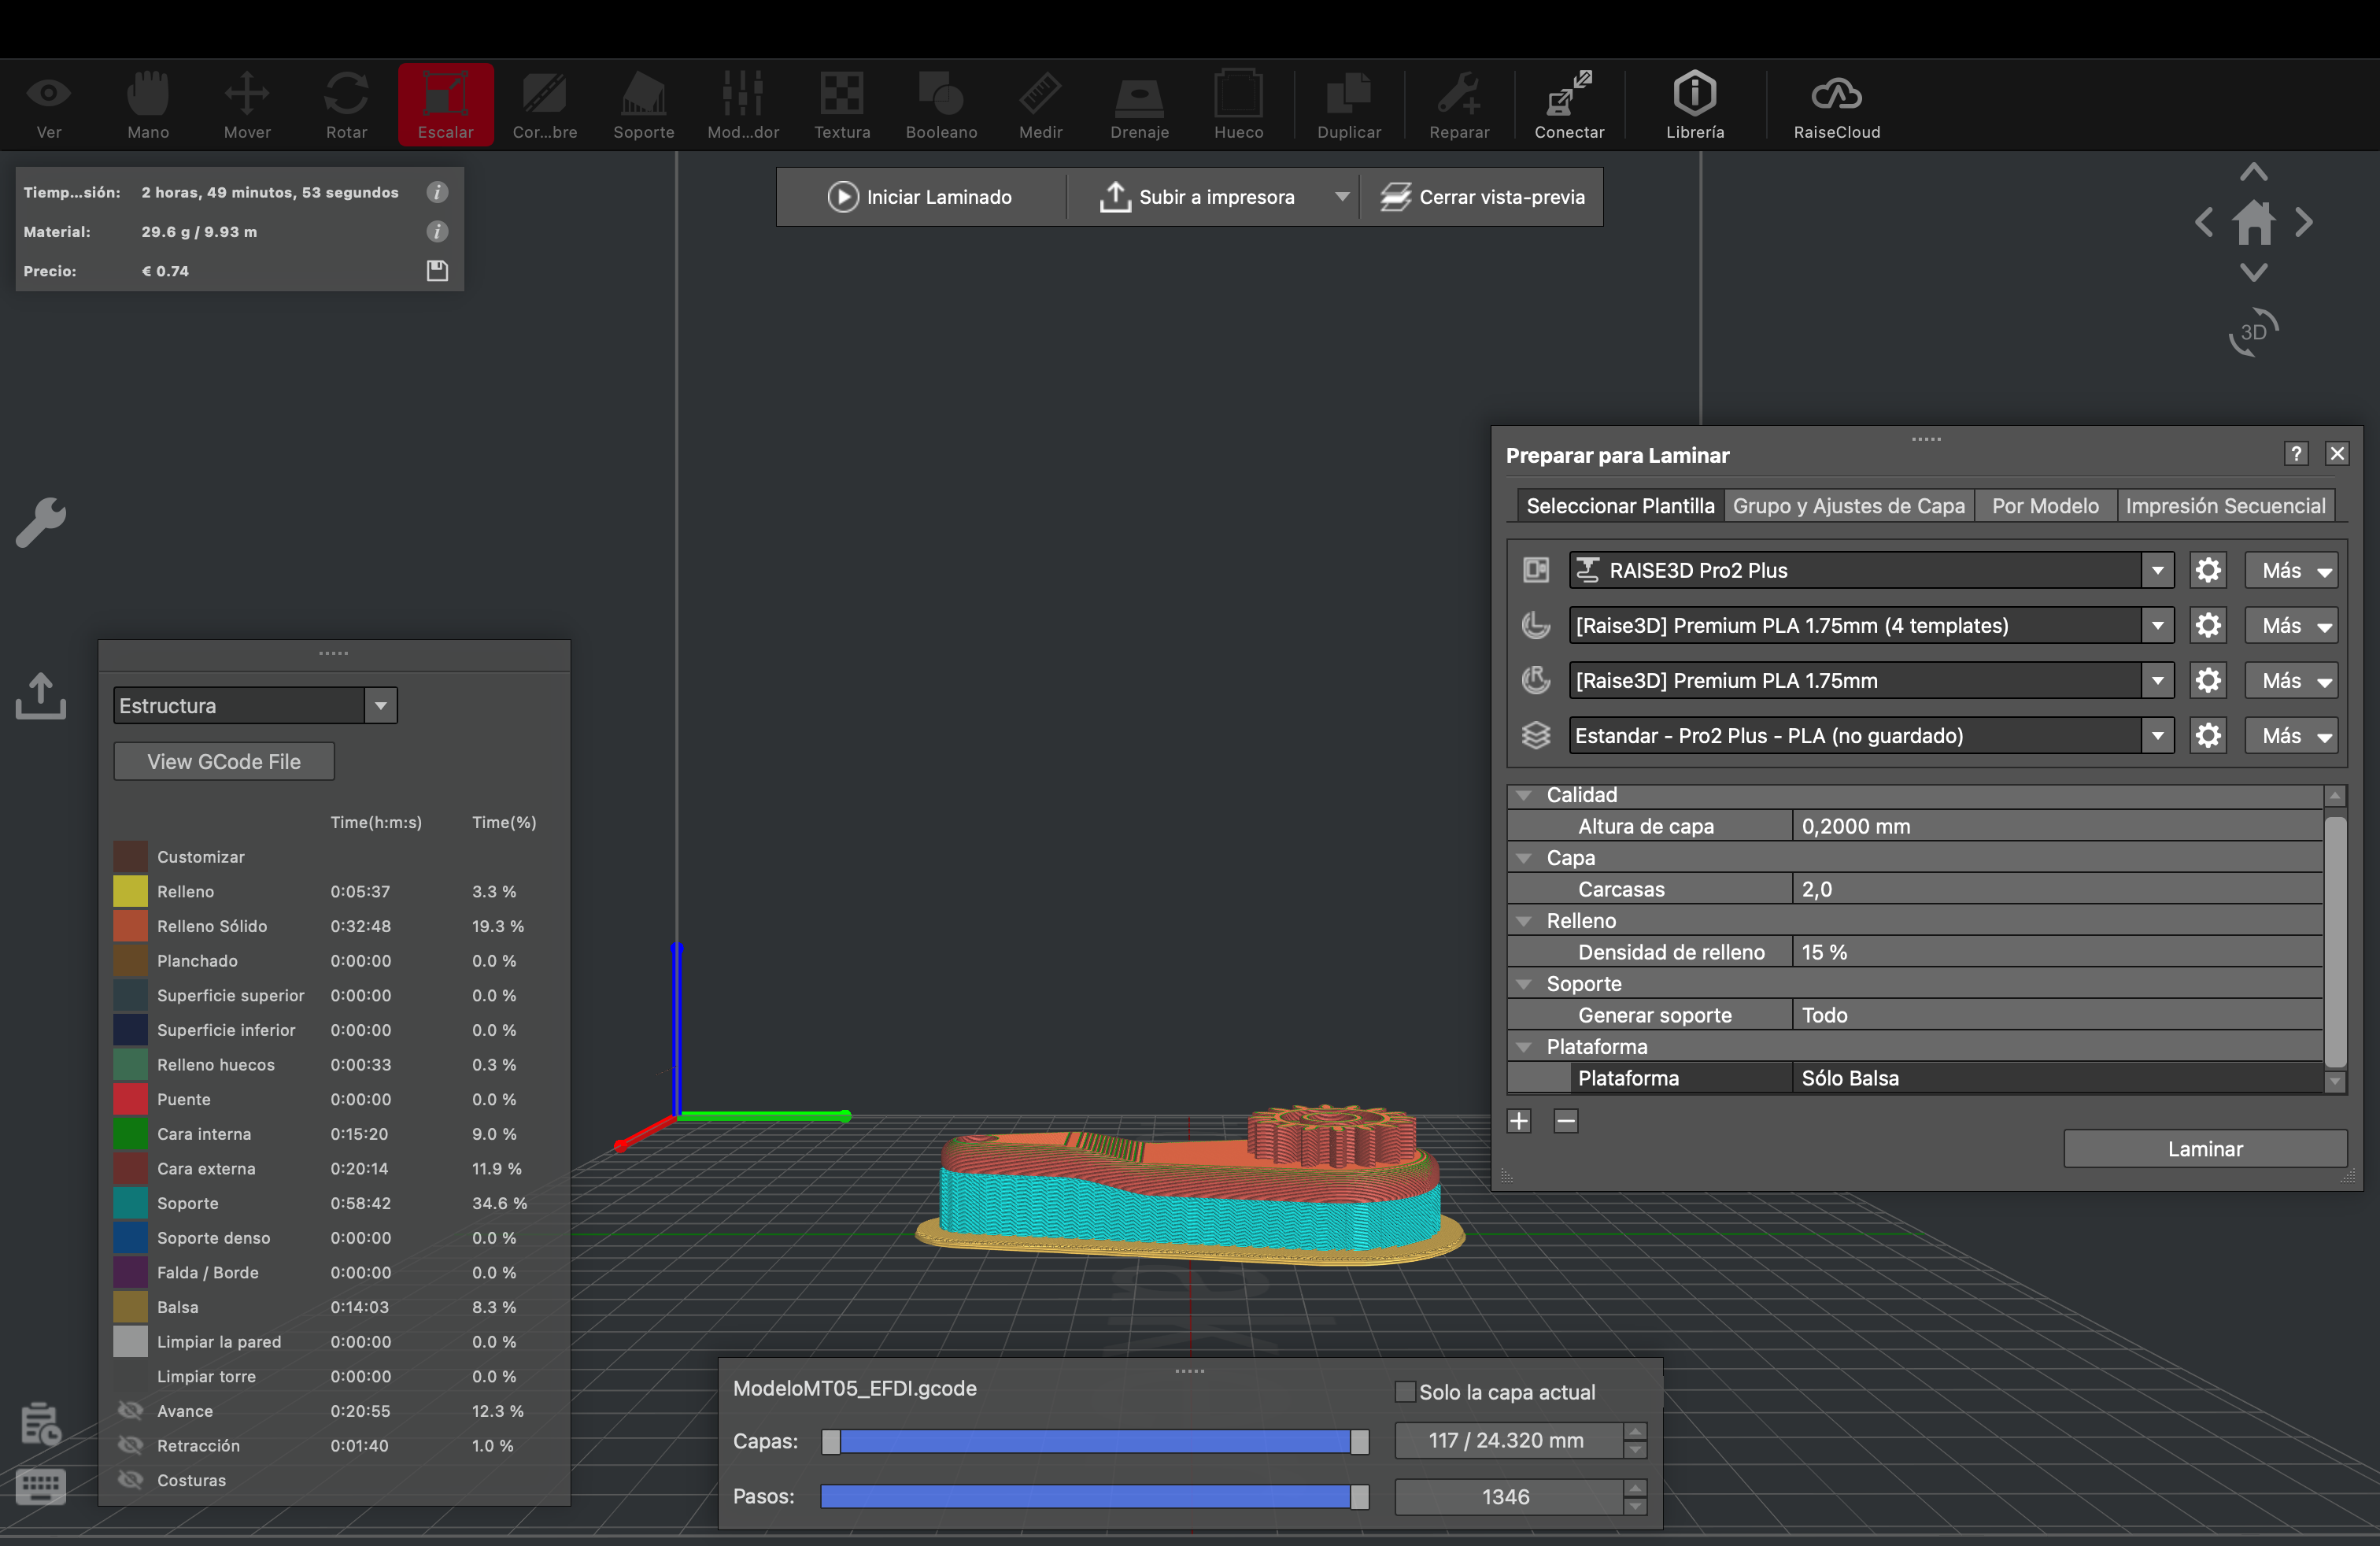 Ver
Mano
Mover
Rotar
Escalar
Cor...bre
Soporte
Mod...dor
Textura
Booleano
Medir
Drenaje
Hueco
Duplicar
Reparar
Conectar
Librería
RaiseCloud
Tiemp...sión: 2 horas, 49 minutos, 53 segundos
Material: 29.6 g / 9.93 m
Precio: € 0.74
Iniciar Laminado
Subir a impresora
Cerrar vista-previa
3D
Preparar para Laminar
?
Seleccionar Plantilla
Grupo y Ajustes de Capa
Por Modelo
Impresión Secuencial
RAISE3D Pro2 Plus Más
L [Raise3D] Premium PLA 1.75mm (4 templates) Más
R [Raise3D] Premium PLA 1.75mm Más
Estandar - Pro2 Plus - PLA (no guardado) Más
Calidad
Altura de capa 0,2000 mm
Capa
Carcasas 2,0
Relleno
Densidad de relleno 15 %
Soporte
Generar soporte Todo
Plataforma
Plataforma Sólo Balsa
Laminar
Estructura
View GCode File
Time(h:m:s) Time(%)
Customizar
Relleno 0:05:37 3.3 %
Relleno Sólido 0:32:48 19.3 %
Planchado 0:00:00 0.0 %
Superficie superior 0:00:00 0.0 %
Superficie inferior 0:00:00 0.0 %
Relleno huecos 0:00:33 0.3 %
Puente 0:00:00 0.0 %
Cara interna 0:15:20 9.0 %
Cara externa 0:20:14 11.9 %
Soporte 0:58:42 34.6 %
Soporte denso 0:00:00 0.0 %
Falda / Borde 0:00:00 0.0 %
Balsa 0:14:03 8.3 %
Limpiar la pared 0:00:00 0.0 %
Limpiar torre 0:00:00 0.0 %
Avance 0:20:55 12.3 %
Retracción 0:01:40 1.0 %
Costuras
ModeloMT05_EFDI.gcode
Solo la capa actual
Capas: 117 / 24.320 mm
Pasos: 1346